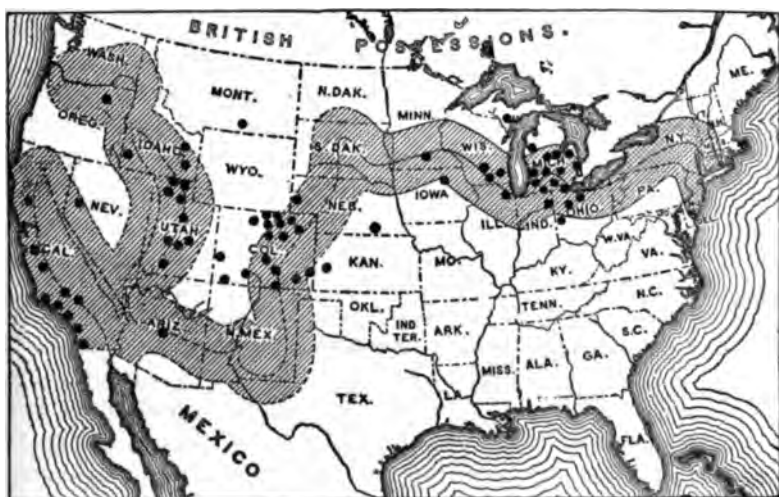 BRITISH POSSESSIONS.
WASH.
MONT.
N.DAK.
MINN.
ME.
OREG.
IDAHO
S.DAK.
WIS.
MICH.
N.Y.
WYO.
NEB.
IOWA
PA.
NEV.
UTAH
COL.
ILL.
IND.
OHIO
CAL.
KAN.
MO.
W.VA.
VA.
KY.
N.C.
TENN.
ARIZ.
N.MEX.
OKL.
IND.
TER.
ARK.
S.C.
MISS.
ALA.
GA.
TEX.
LA.
FLA.
MEXICO